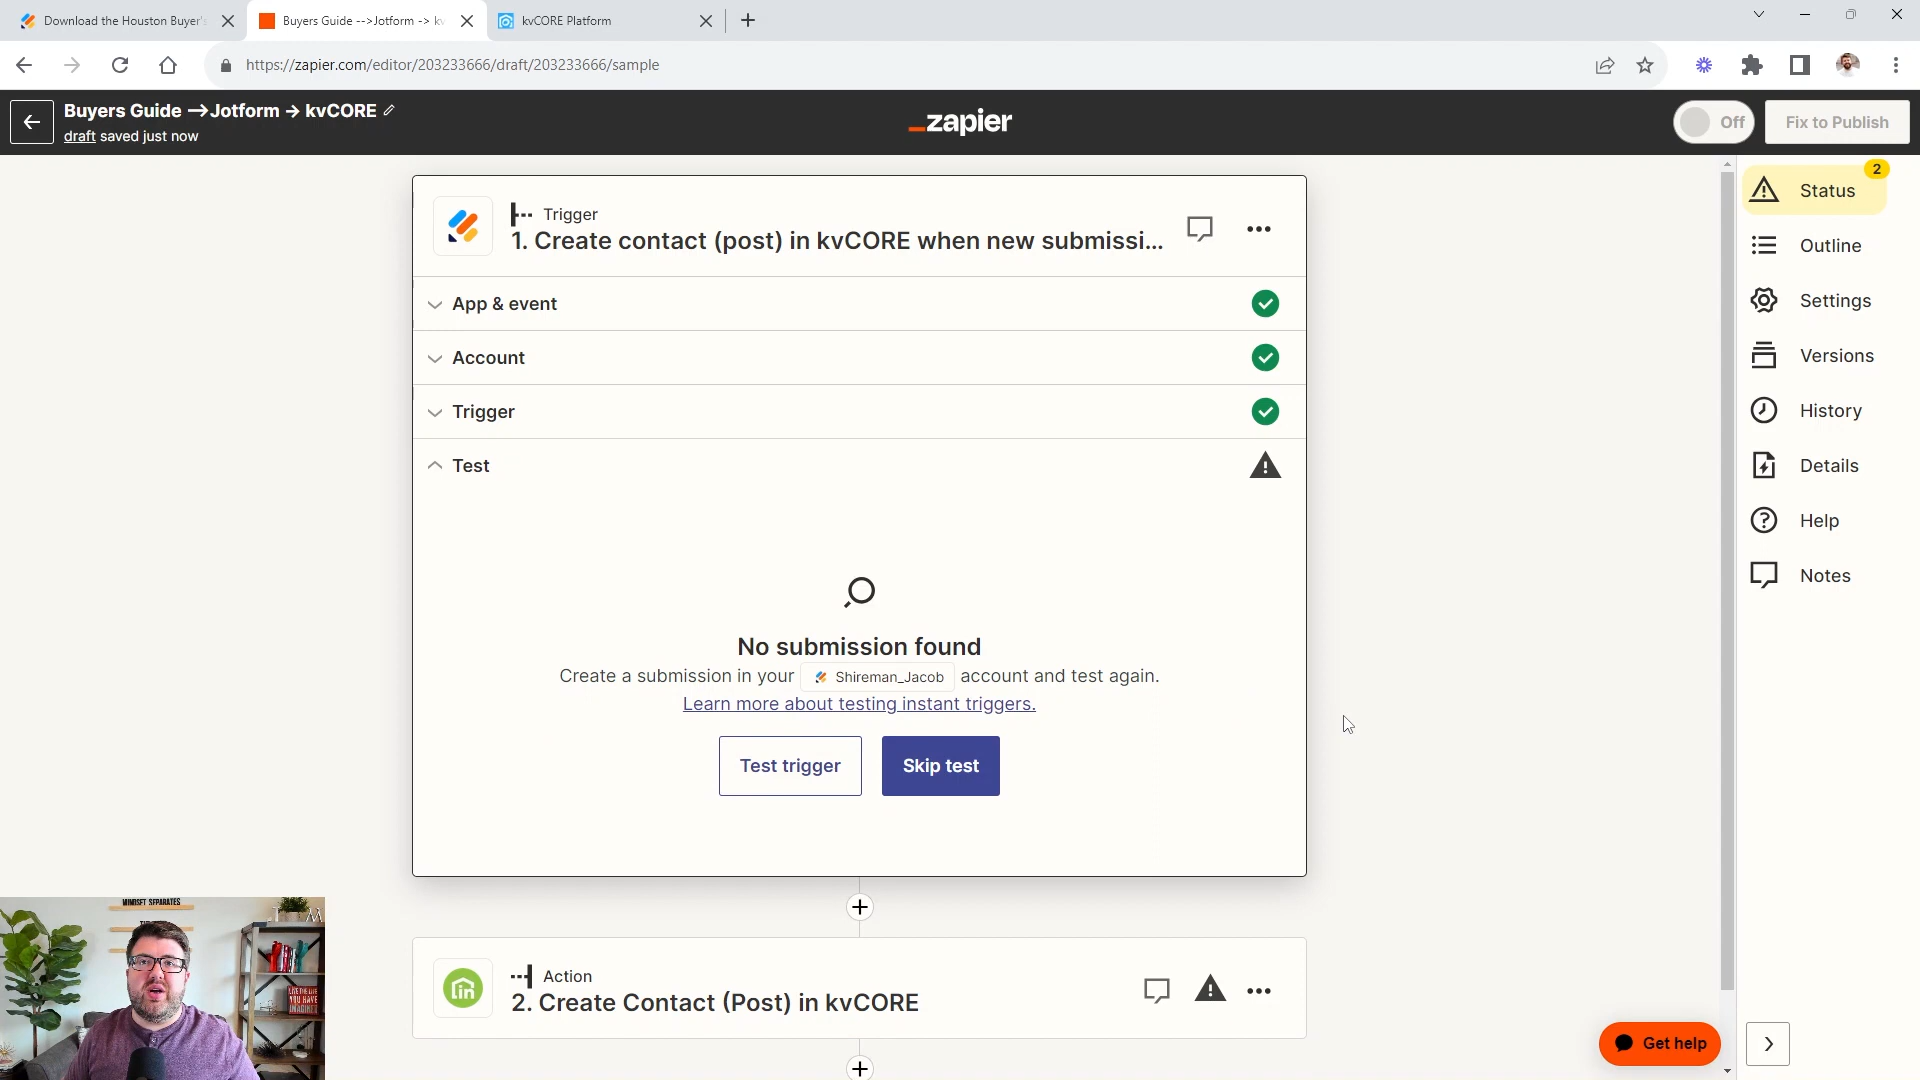 Download the Houston Buyer's
Buyers Guide -->Jotform -> kv
kvCORE Platform
https://zapier.com/editor/203233666/draft/203233666/sample
Buyers Guide →Jotform → kvCORE
draft saved just now
_zapier
Off
Fix to Publish
Trigger
1. Create contact (post) in kvCORE when new submissi...
App & event
Account
Trigger
Test
No submission found
Create a submission in your Shireman_Jacob account and test again.
Learn more about testing instant triggers.
Test trigger
Skip test
Action
2. Create Contact (Post) in kvCORE
2
Status
Outline
Settings
Versions
History
Details
Help
Notes
Get help
MINDSET SEPARATES